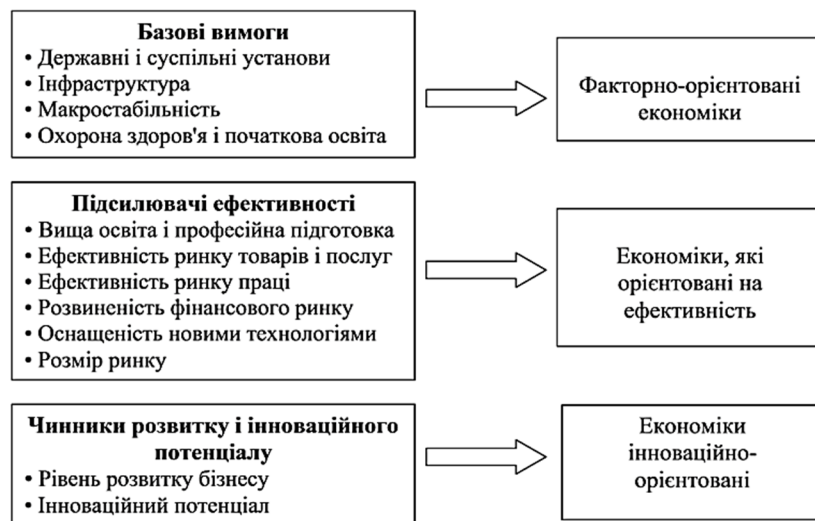 Базові вимоги
• Державні і суспільні установи
• Інфраструктура
• Макростабільність
• Охорона здоров'я і початкова освіта
Факторно-орієнтовані
економіки
Підсилювачі ефективності
• Вища освіта і професійна підготовка
• Ефективність ринку товарів і послуг
• Ефективність ринку праці
• Розвиненість фінансового ринку
• Оснащеність новими технологіями
• Розмір ринку
Економіки, які
орієнтовані на
ефективність
Чинники розвитку і інноваційного
потенціалу
• Рівень розвитку бізнесу
• Інноваційний потенціал
Економіки
інноваційно-
орієнтовані